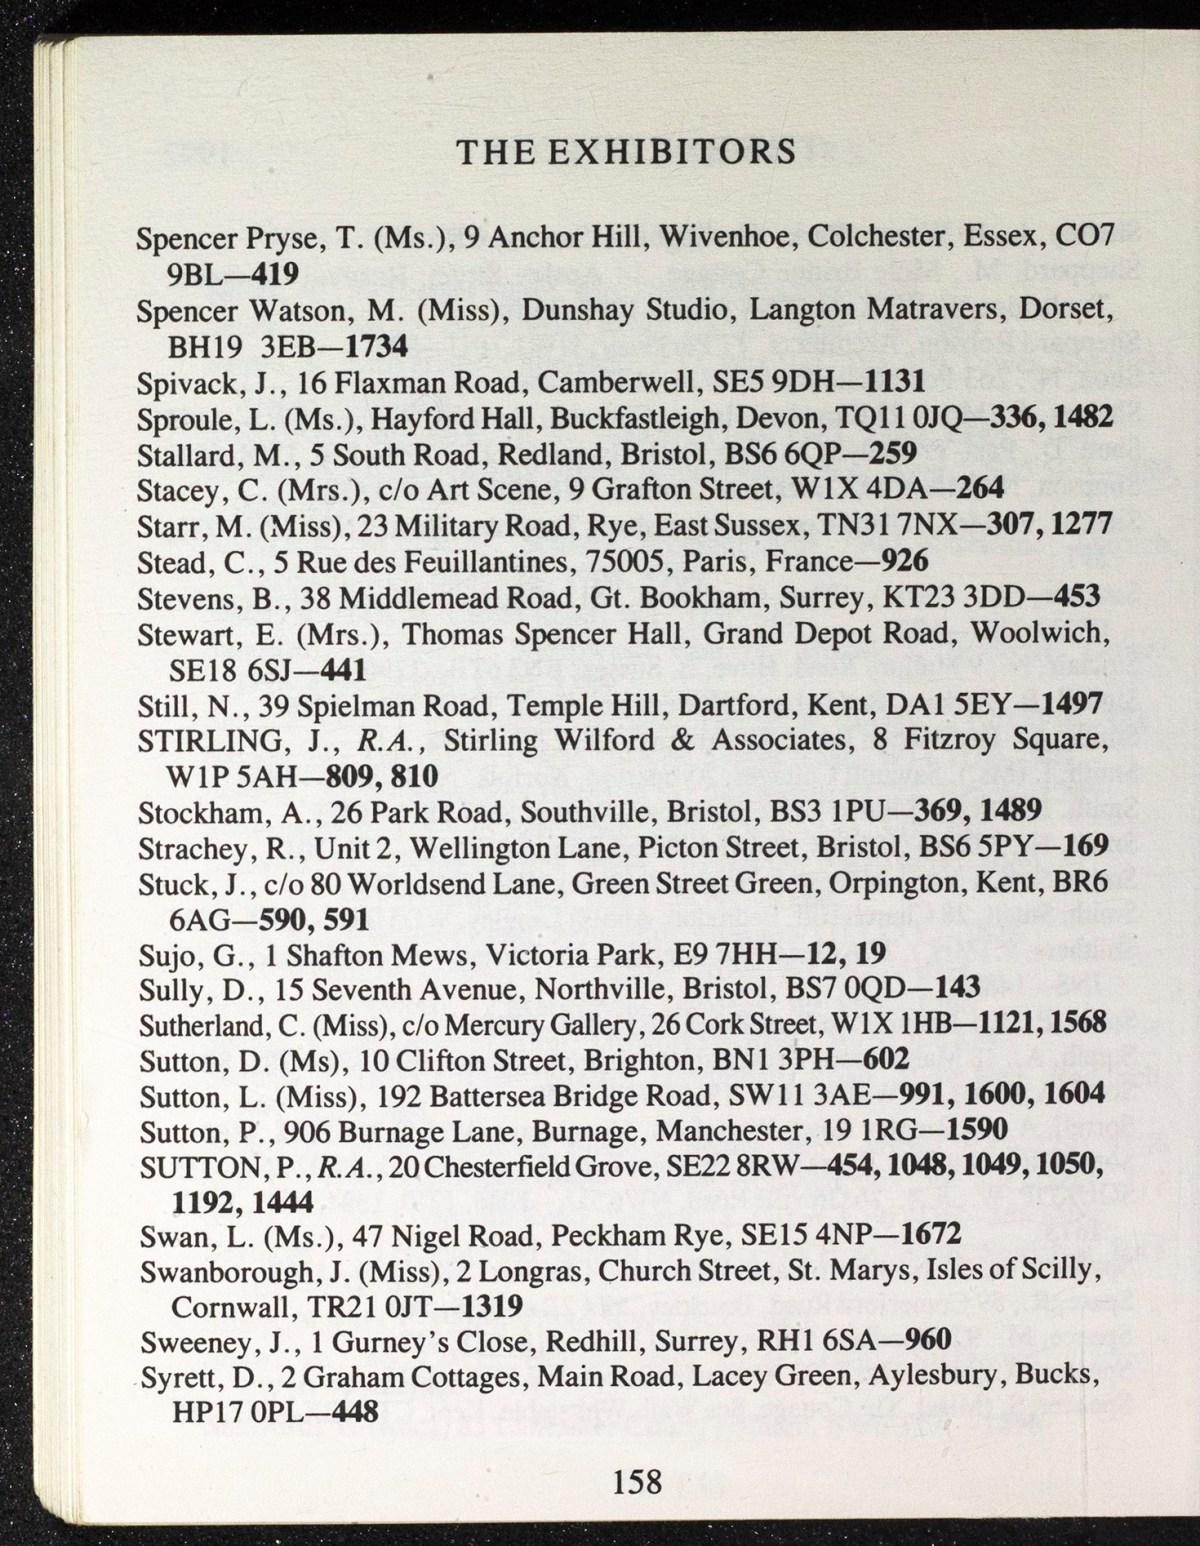 THE EXHIBITORS
Spencer Pryse, T. (Ms.), 9 Anchor Hill, Wivenhoe, Colchester, Essex, CO7
9BL—419
Spencer Watson, M. (Miss), Dunshay Studio, Langton Matravers, Dorset,
BH19 3EB—1734
Spivack, J., 16 Flaxman Road, Camberwell, SE5 9DH—1131
Sproule, L. (Ms.), Hayford Hall, Buckfastleigh, Devon, TQ11 0JQ—336, 1482
Stallard, M., 5 South Road, Redland, Bristol, BS6 6QP—259
Stacey, C. (Mrs.), c/o Art Scene, 9 Grafton Street, W1X 4DA—264
Starr, M. (Miss), 23 Military Road, Rye, East Sussex, TN31 7NX—307, 1277
Stead, C., 5 Rue des Feuillantines, 75005, Paris, France—926
Stevens, B., 38 Middlemead Road, Gt. Bookham, Surrey, KT23 3DD—453
Stewart, E. (Mrs.), Thomas Spencer Hall, Grand Depot Road, Woolwich,
SE18 6SJ—441
Still, N., 39 Spielman Road, Temple Hill, Dartford, Kent, DA1 5EY—1497
STIRLING, J., R.A., Stirling Wilford & Associates, 8 Fitzroy Square,
W1P 5AH—809, 810
Stockham, A., 26 Park Road, Southville, Bristol, BS3 1PU—369, 1489
Strachey, R., Unit 2, Wellington Lane, Picton Street, Bristol, BS6 5PY—169
Stuck, J., c/o 80 Worldsend Lane, Green Street Green, Orpington, Kent, BR6
6AG—590, 591
Sujo, G., 1 Shafton Mews, Victoria Park, E9 7HH—12, 19
Sully, D., 15 Seventh Avenue, Northville, Bristol, BS7 0QD—143
Sutherland, C. (Miss), c/o Mercury Gallery, 26 Cork Street, W1X 1HB—1121, 1568
Sutton, D. (Ms), 10 Clifton Street, Brighton, BN1 3PH—602
Sutton, L. (Miss), 192 Battersea Bridge Road, SW11 3AE—991, 1600, 1604
Sutton, P., 906 Burnage Lane, Burnage, Manchester, 19 1RG—1590
SUTTON, P., R.A., 20 Chesterfield Grove, SE22 8RW—454, 1048, 1049, 1050,
1192, 1444
Swan, L. (Ms.), 47 Nigel Road, Peckham Rye, SE15 4NP—1672
Swanborough, J. (Miss), 2 Longras, Church Street, St. Marys, Isles of Scilly,
Cornwall, TR21 0JT—1319
Sweeney, J., 1 Gurney's Close, Redhill, Surrey, RH1 6SA—960
Syrett, D., 2 Graham Cottages, Main Road, Lacey Green, Aylesbury, Bucks,
HP17 OPL—448
158